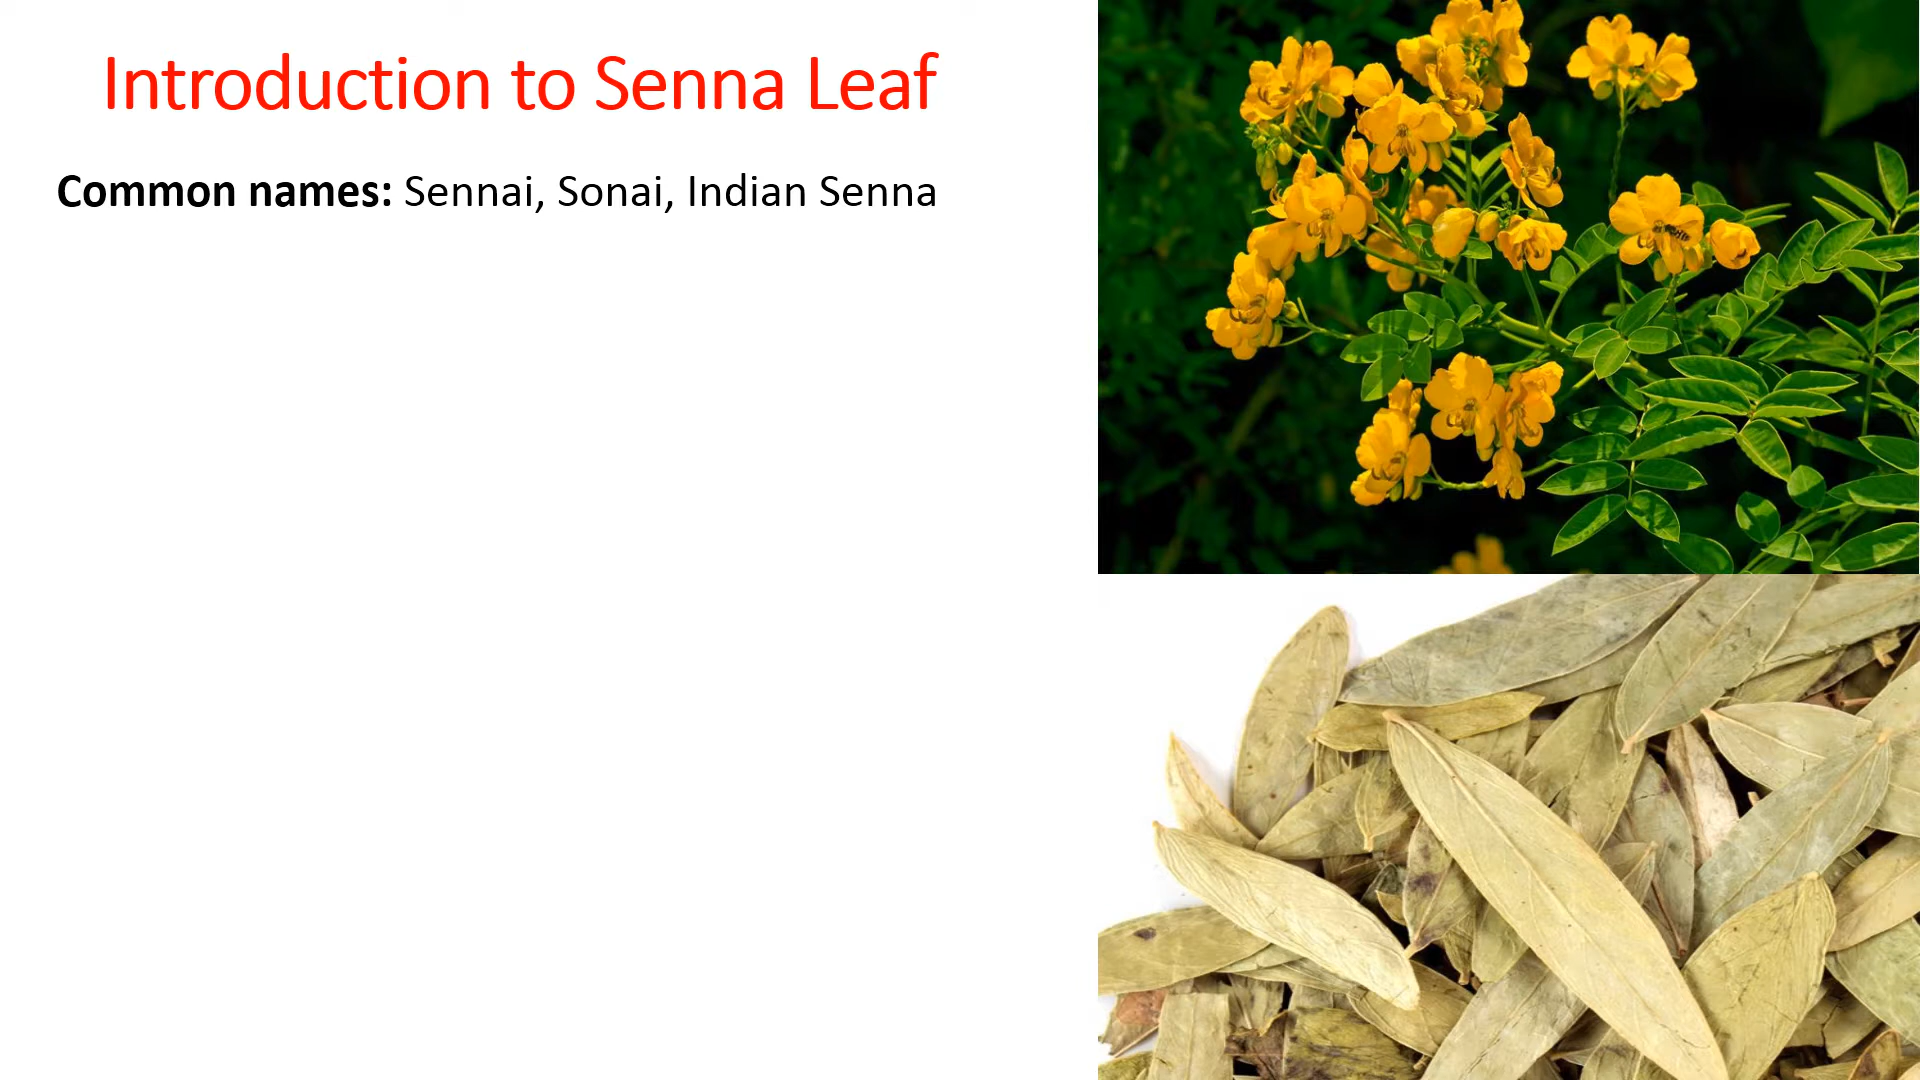 Introduction to Senna Leaf
Common names: Sennai, Sonai, Indian Senna